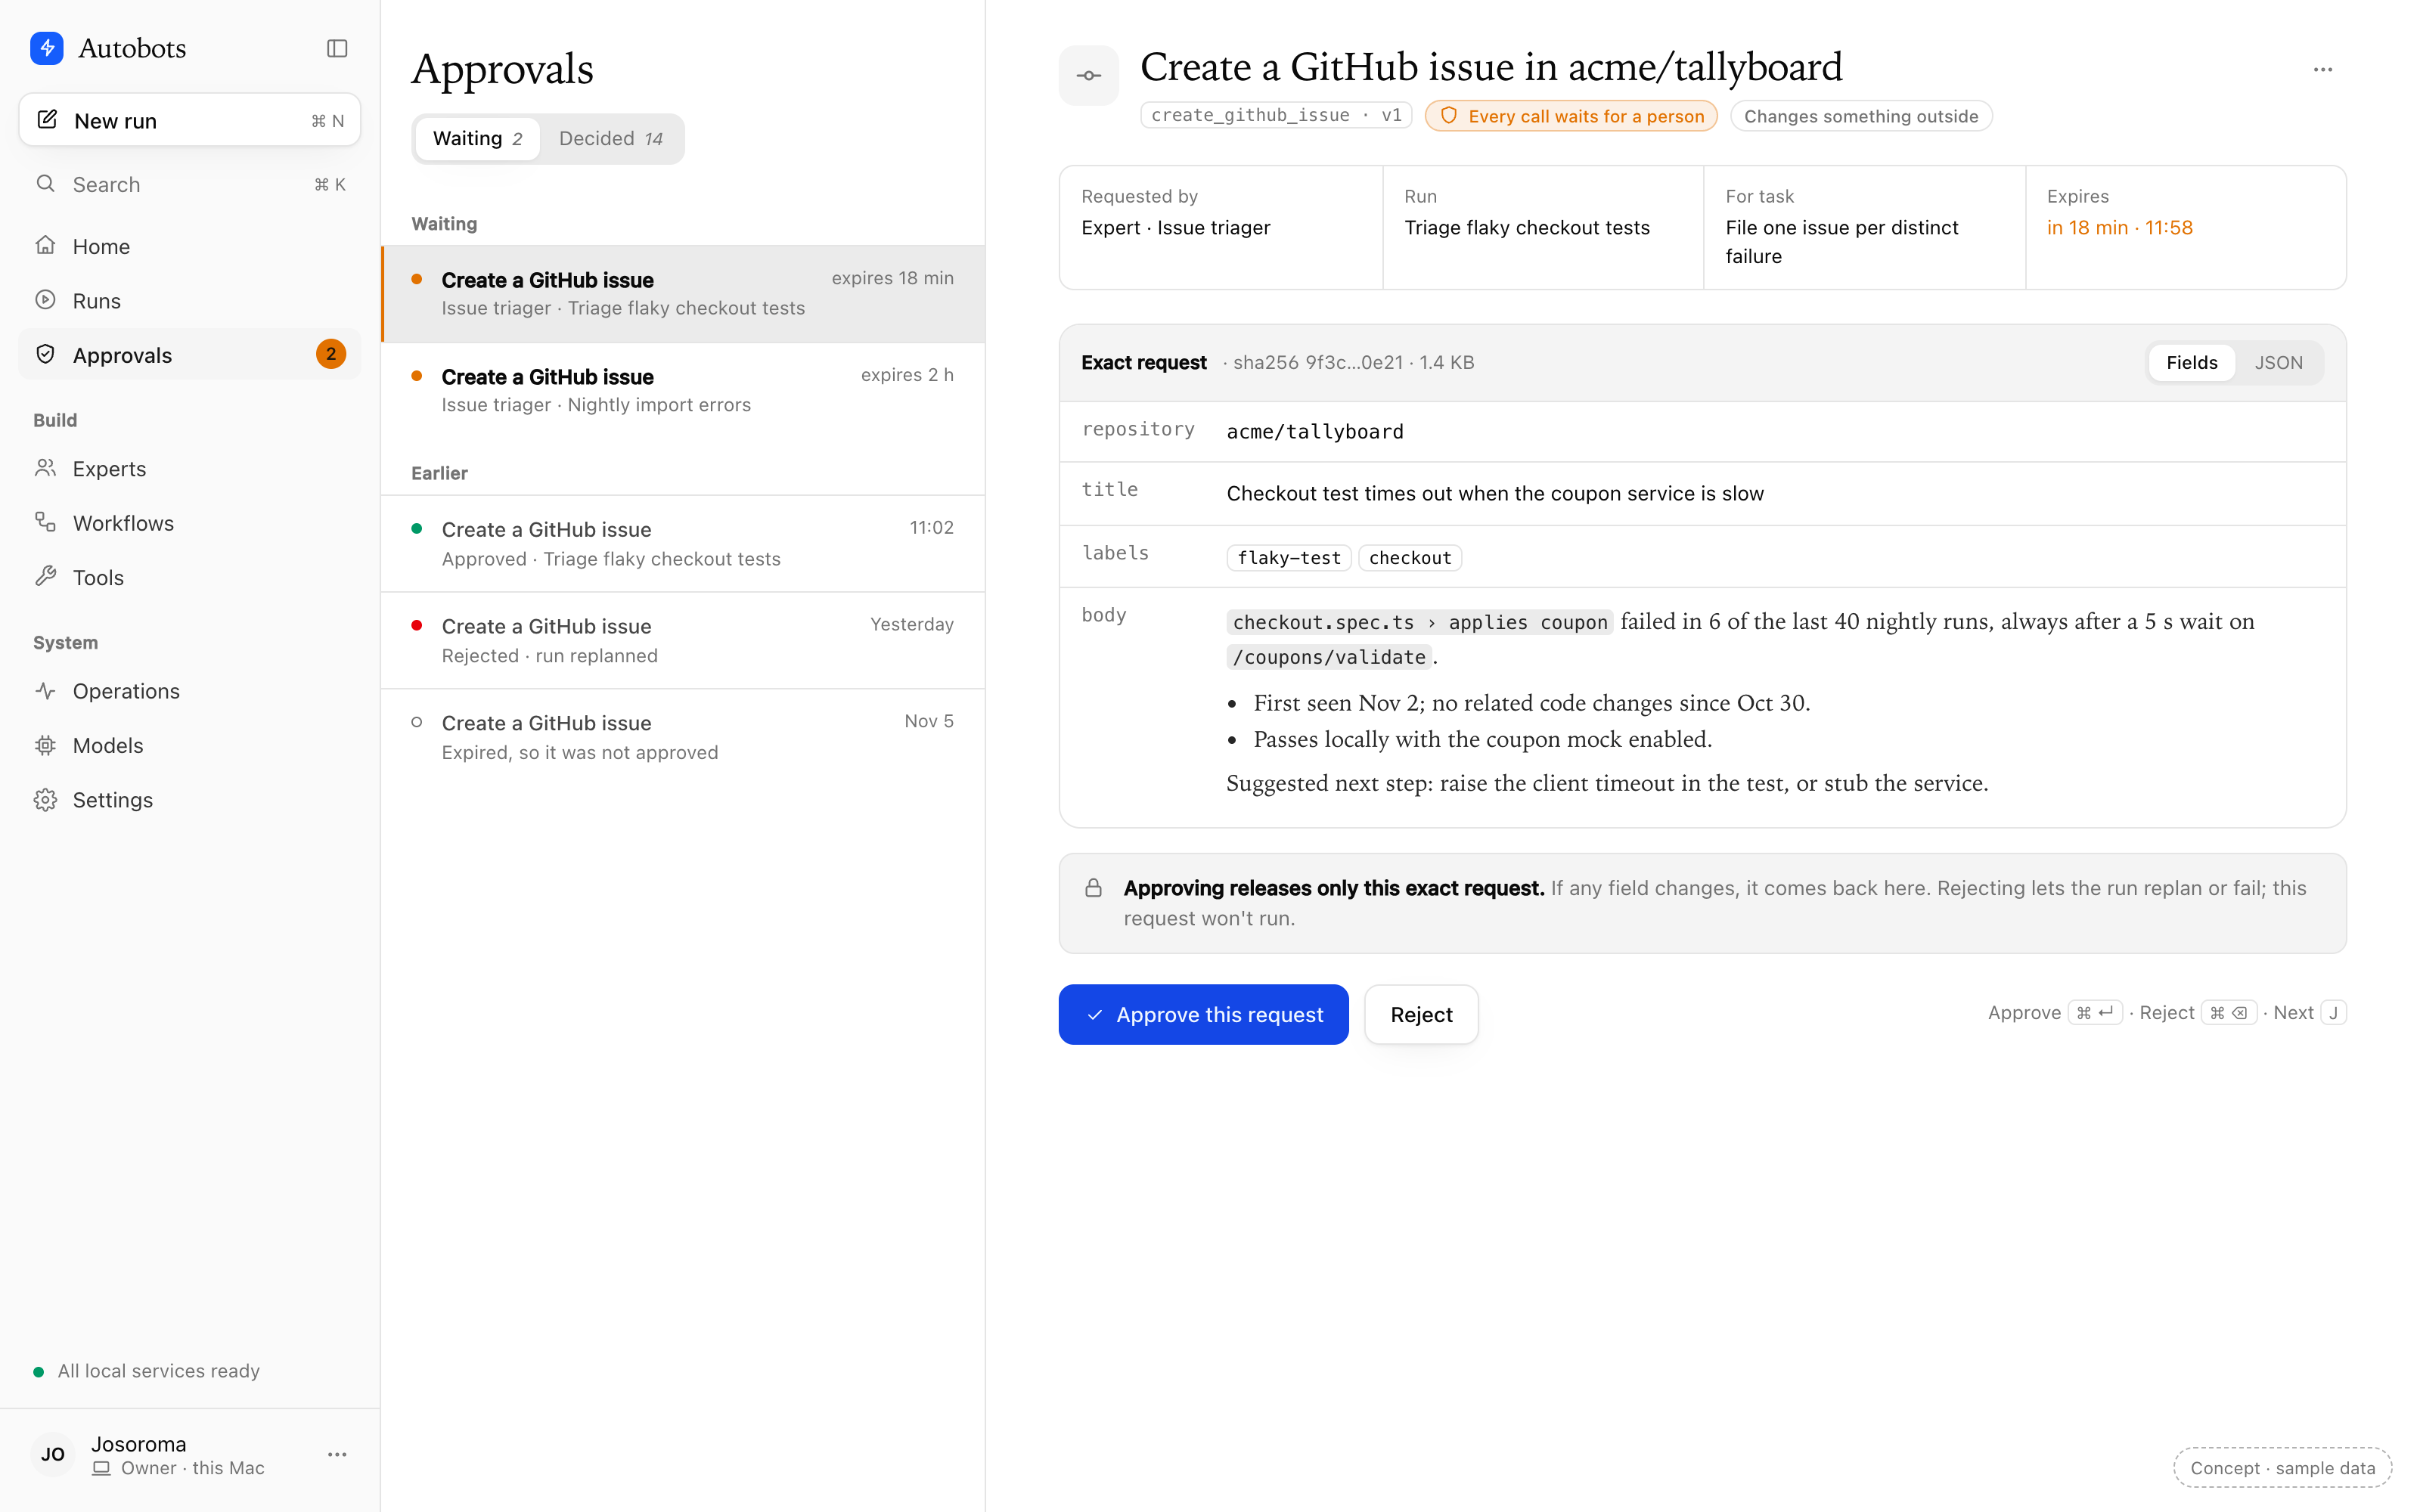 Autobots
New run ⌘ N
Search ⌘ K
Home
Runs
Approvals 2
Build
Experts
Workflows
Tools
System
Operations
Models
Settings
All local services ready
JO
Josoroma
Owner · this Mac
Approvals
Waiting 2 Decided 14
Waiting
Create a GitHub issue expires 18 min
Issue triager · Triage flaky checkout tests
Create a GitHub issue expires 2 h
Issue triager · Nightly import errors
Earlier
Create a GitHub issue 11:02
Approved · Triage flaky checkout tests
Create a GitHub issue Yesterday
Rejected · run replanned
Create a GitHub issue Nov 5
Expired, so it was not approved
Create a GitHub issue in acme/tallyboard
create_github_issue · v1 Every call waits for a person Changes something outside
Requested by
Expert · Issue triager
Run
Triage flaky checkout tests
For task
File one issue per distinct
failure
Expires
in 18 min · 11:58
Exact request · sha256 9f3c…0e21 · 1.4 KB Fields JSON
repository acme/tallyboard
title Checkout test times out when the coupon service is slow
labels flaky-test checkout
body checkout.spec.ts › applies coupon failed in 6 of the last 40 nightly runs, always after a 5 s wait on
/coupons/validate.
• First seen Nov 2; no related code changes since Oct 30.
• Passes locally with the coupon mock enabled.
Suggested next step: raise the client timeout in the test, or stub the service.
Approving releases only this exact request. If any field changes, it comes back here. Rejecting lets the run replan or fail; this
request won't run.
Approve this request Reject Approve ⌘ ↵ · Reject ⌘ ⌫ · Next J
Concept · sample data